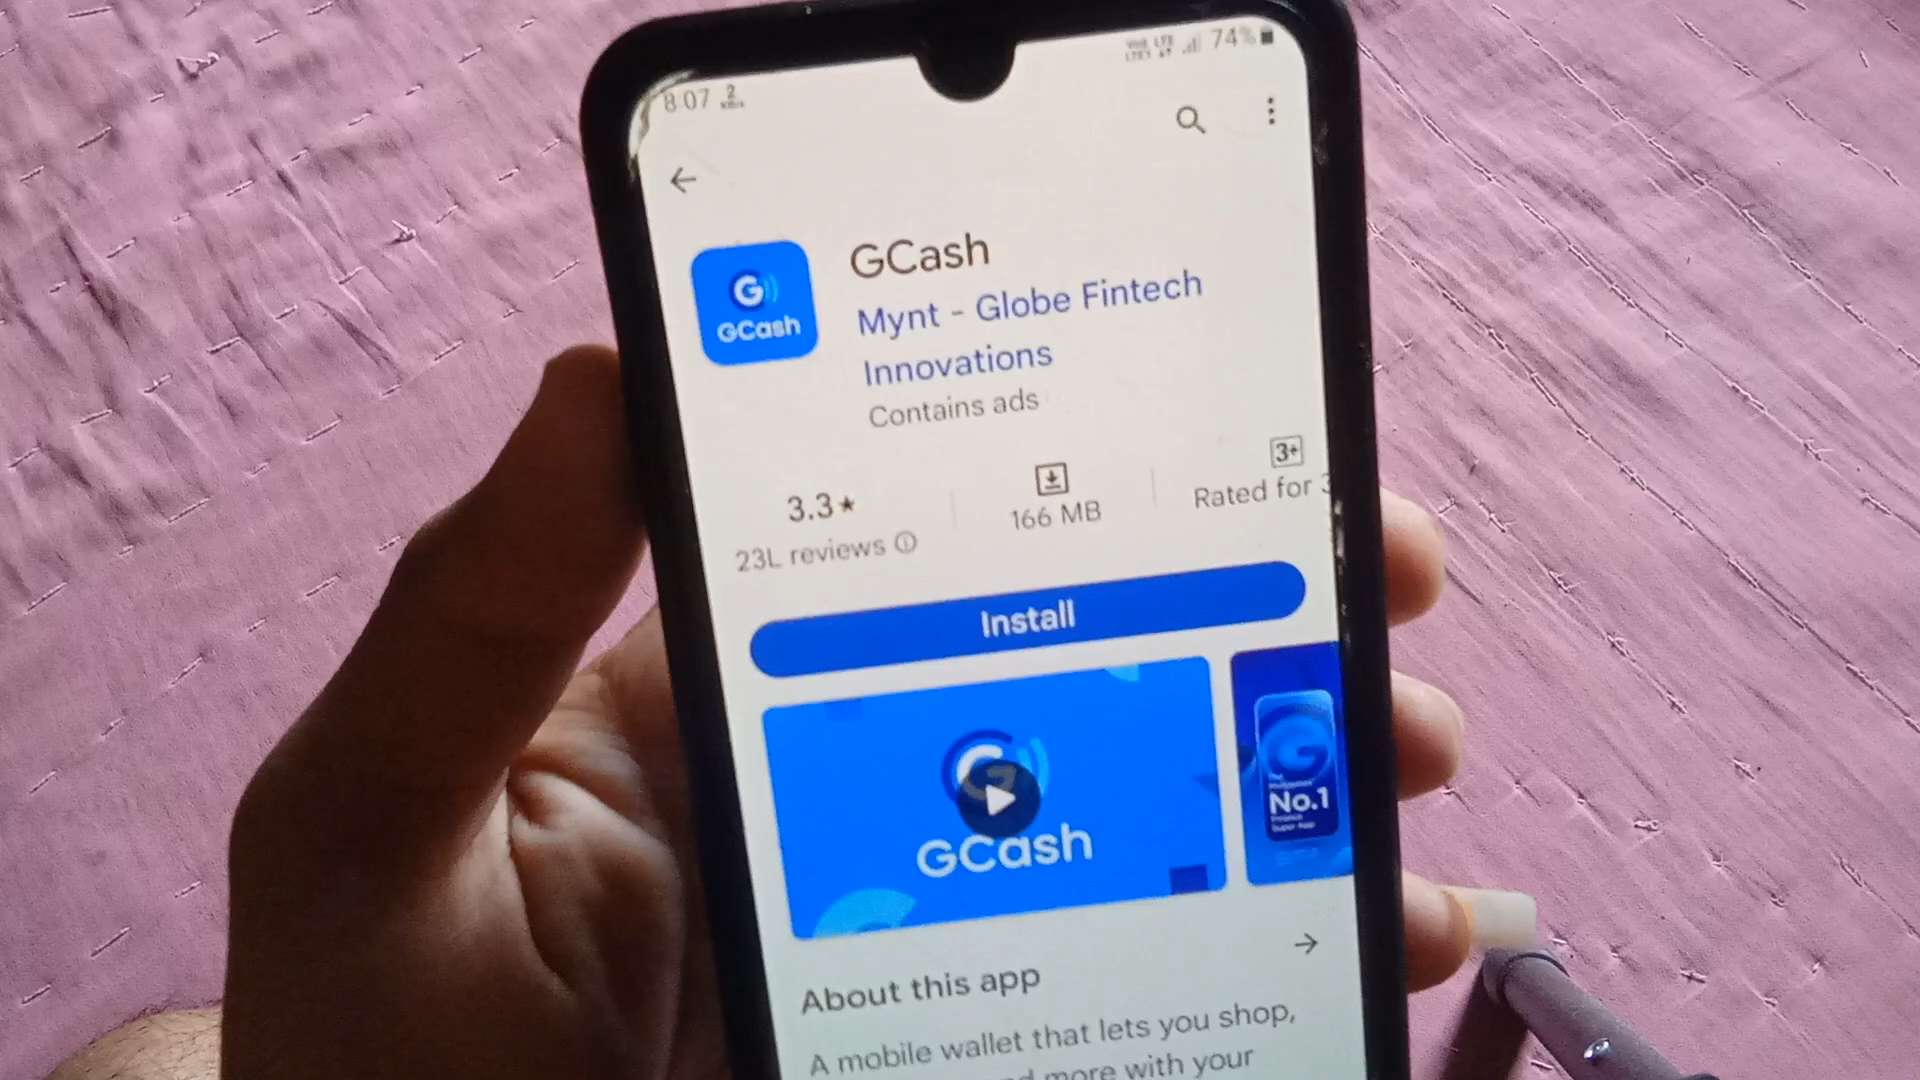 8:07
74%
GCash
GCash
Mynt - Globe Fintech
Innovations
Contains ads
3.3★
23L reviews
166 MB
3+
Rated for
Install
GCash
No.1
About this app
A mobile wallet that lets you shop,
more with your